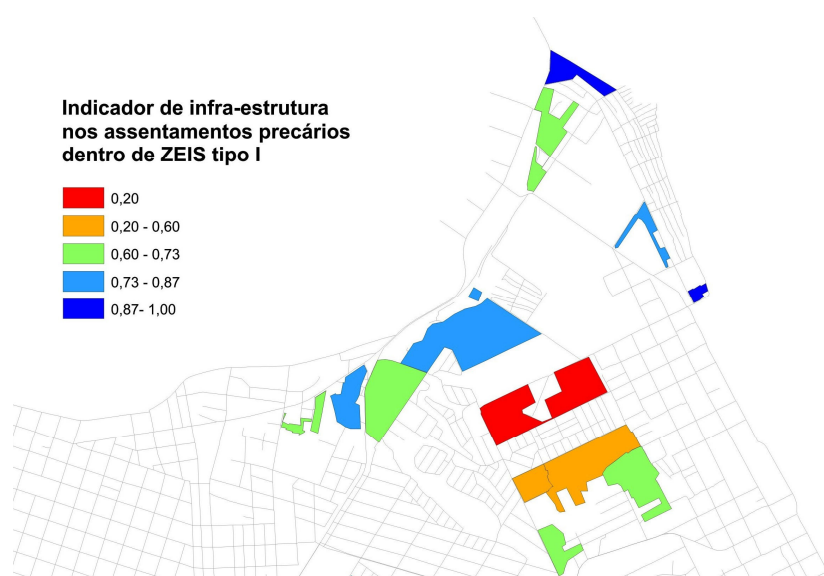 Indicador de infra-estrutura
nos assentamentos precários
dentro de ZEIS tipo I
0,20
0,20 - 0,60
0,60 - 0,73
0,73 - 0,87
0,87- 1,00